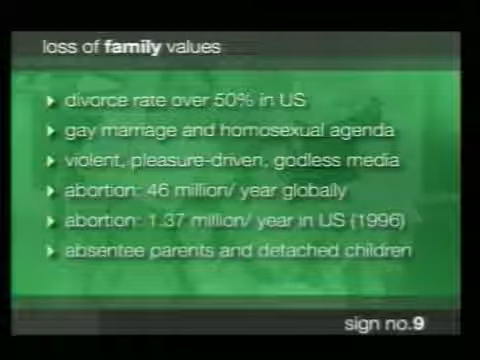 loss of family values
divorce rate over 50% in US
gay marriage and homosexual agenda
violent, pleasure-driven, godless media
abortion: 46 million/ year globally
abortion: 1.37 million/ year in US (1996)
absentee parents and detached children
sign no.9